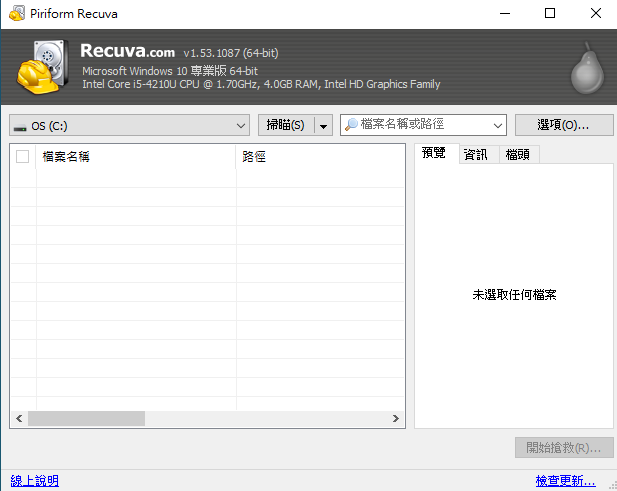 Piriform Recuva
Recuva.com v1.53.1087 (64-bit)
Microsoft Windows 10 專業版 64-bit
Intel Core i5-4210U CPU @ 1.70GHz, 4.0GB RAM, Intel HD Graphics Family
OS (C:) 掃瞄(S) 檔案名稱或路徑 選項(O)...
檔案名稱 路徑 預覽 資訊 檔頭
未選取任何檔案
開始搶救(R)...
線上說明 檢查更新...